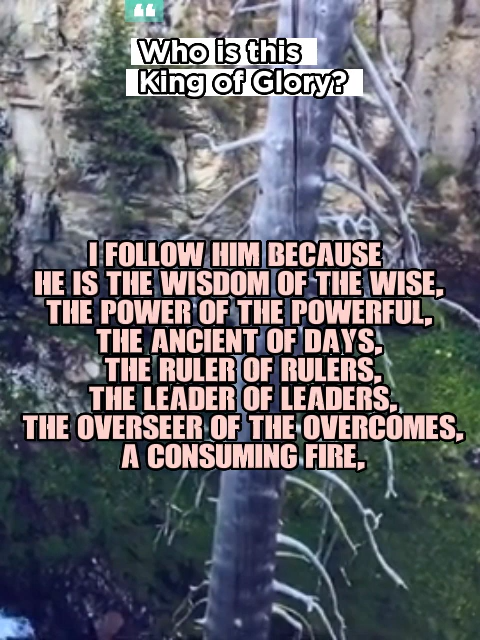 Who is this
King of Glory?
I FOLLOW HIM BECAUSE
HE IS THE WISDOM OF THE WISE,
THE POWER OF THE POWERFUL,
THE ANCIENT OF DAYS,
THE RULER OF RULERS,
THE LEADER OF LEADERS,
THE OVERSEER OF THE OVERCOMES,
A CONSUMING FIRE,